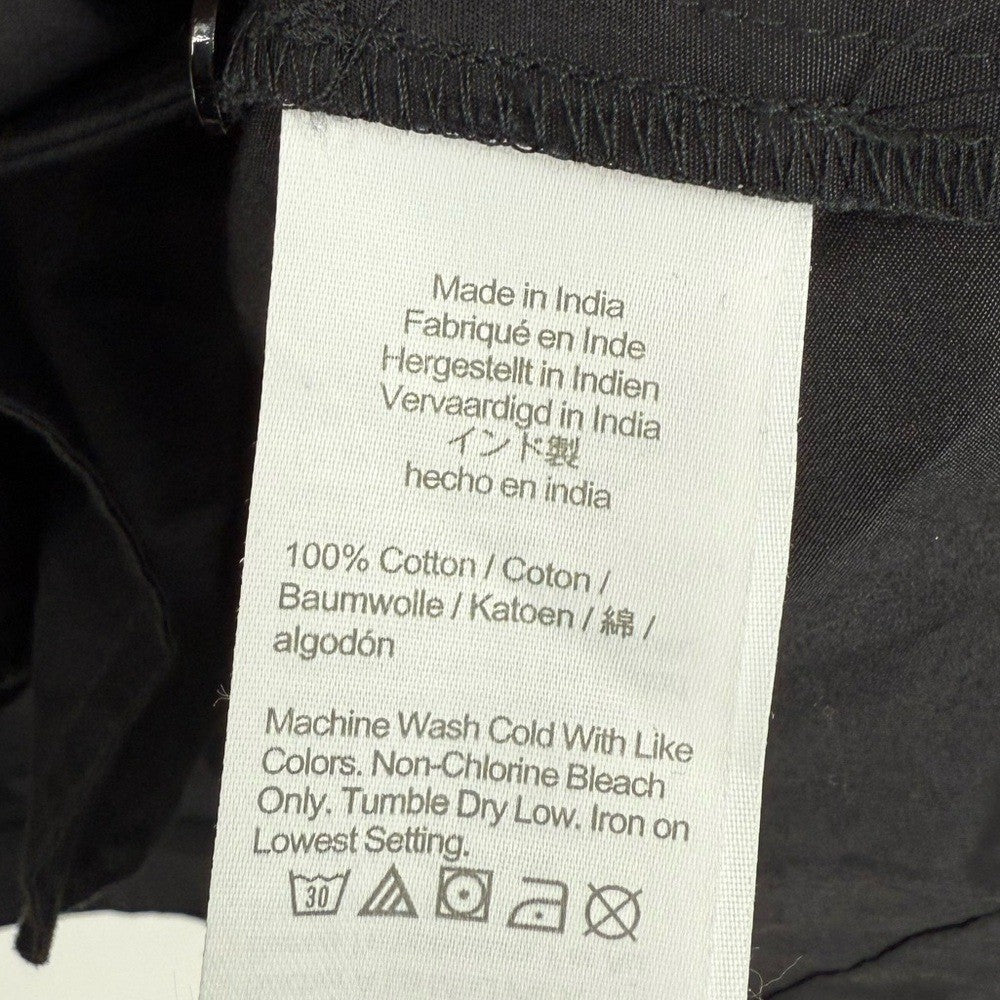 Made in India
Fabriqué en Inde
Hergestellt in Indien
Vervaardigd in India
インド製
hecho en india
100% Cotton / Coton /
Baumwolle / Katoen / 綿 /
algodón
Machine Wash Cold With Like
Colors. Non-Chlorine Bleach
Only. Tumble Dry Low. Iron on
Lowest Setting.
30